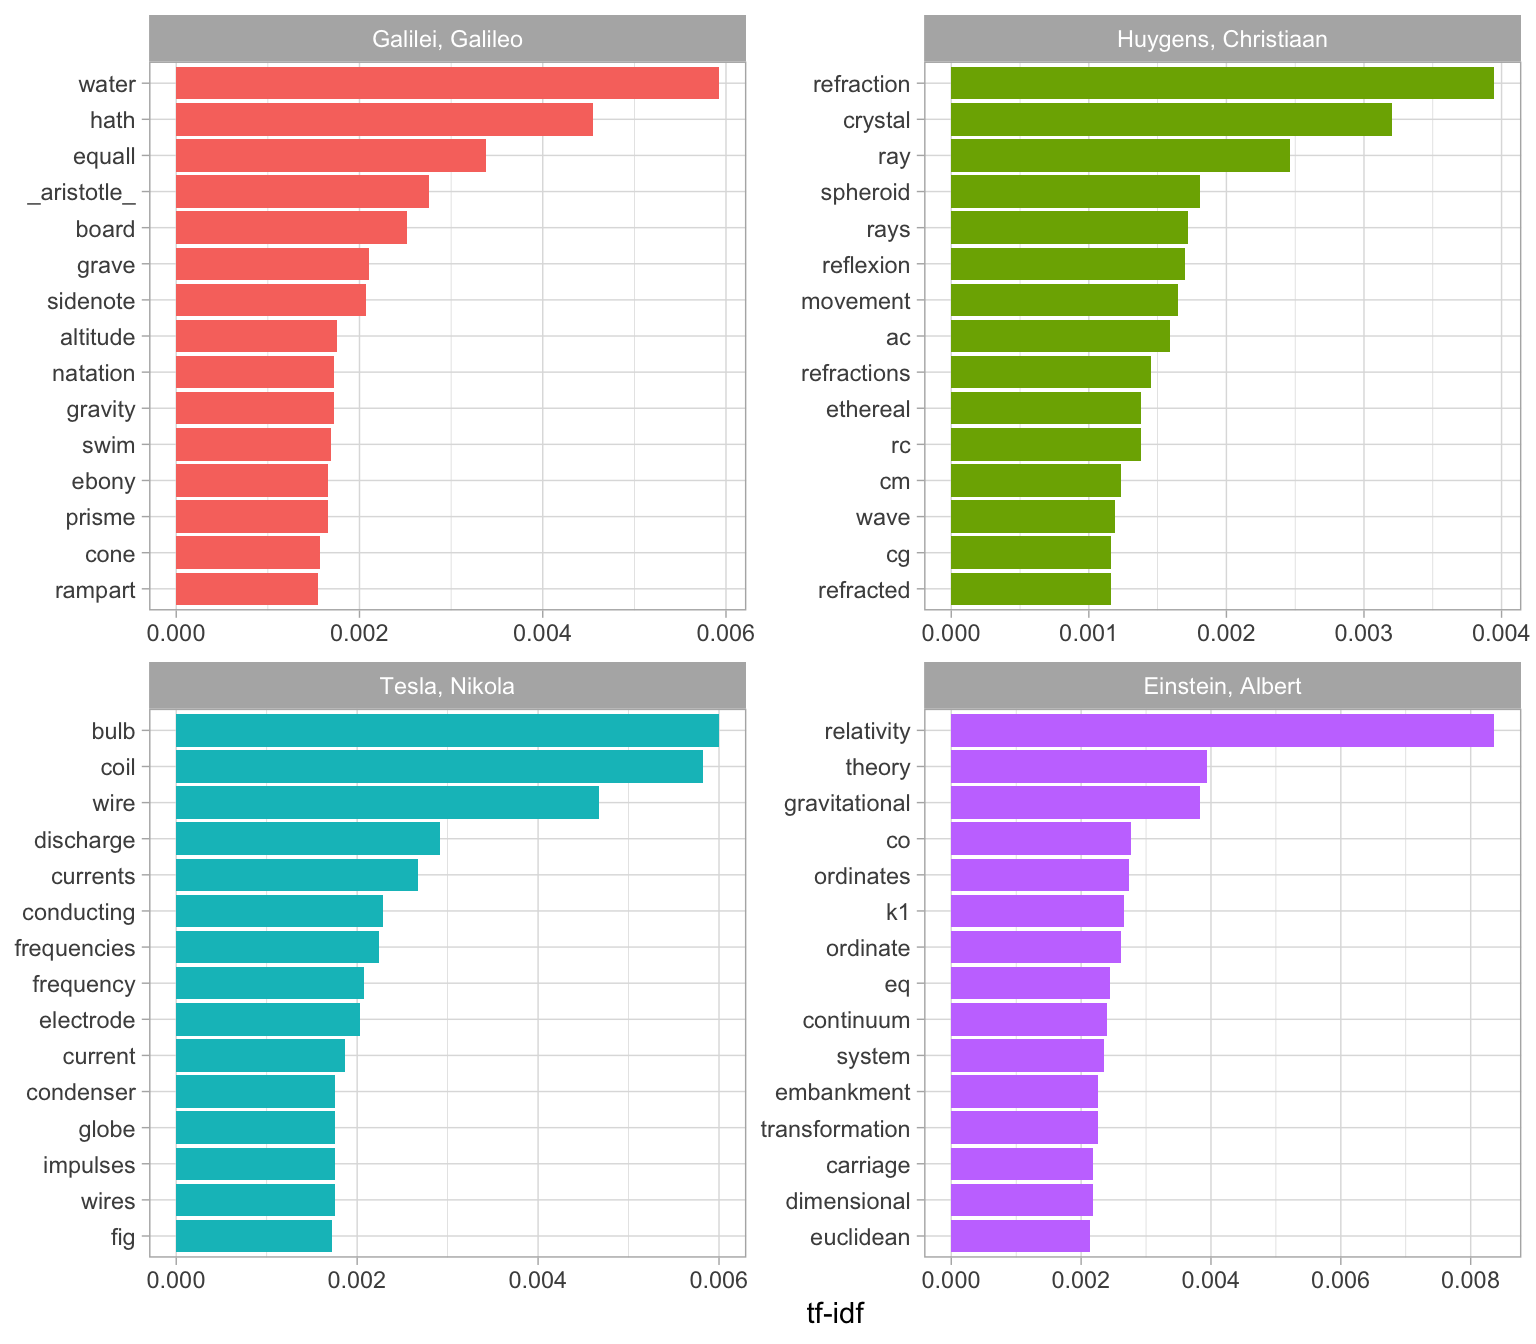 Galilei, Galileo
water
hath
equall
_aristotle_
board
grave
sidenote
altitude
natation
gravity
swim
ebony
prisme
cone
rampart
0.000 0.002 0.004 0.006
Huygens, Christiaan
refraction
crystal
ray
spheroid
rays
reflexion
movement
ac
refractions
ethereal
rc
cm
wave
cg
refracted
0.000 0.001 0.002 0.003 0.004
Tesla, Nikola
bulb
coil
wire
discharge
currents
conducting
frequencies
frequency
electrode
current
condenser
globe
impulses
wires
fig
0.000 0.002 0.004 0.006
Einstein, Albert
relativity
theory
gravitational
co
ordinates
k1
ordinate
eq
continuum
system
embankment
transformation
carriage
dimensional
euclidean
0.000 0.002 0.004 0.006 0.008
tf-idf